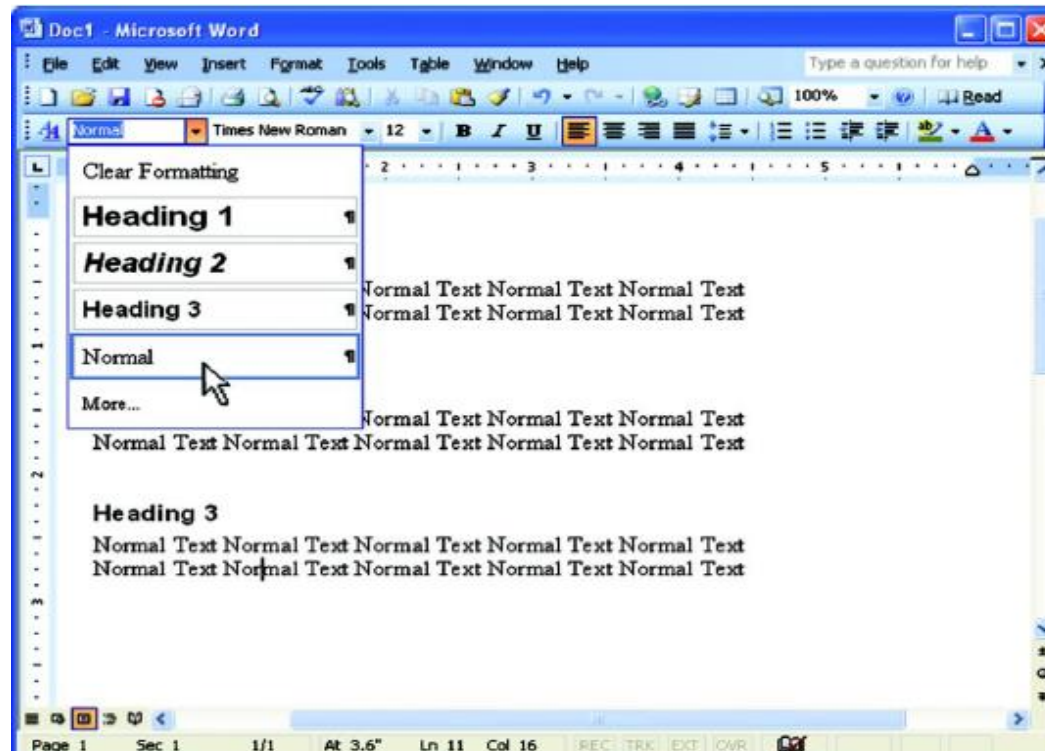 Doc1 - Microsoft Word
File Edit View Insert Format Tools Table Window Help Type a question for help
100% Read
Normal Times New Roman 12 B I U
Clear Formatting 2 3 4 5
Heading 1 ¶
Heading 2 ¶
Normal Text Normal Text Normal Text
Heading 3 ¶ Normal Text Normal Text Normal Text
Normal ¶
More...
Normal Text Normal Text Normal Text
Normal Text Normal Text Normal Text Normal Text Normal Text
Heading 3
Normal Text Normal Text Normal Text Normal Text Normal Text
Normal Text Normal Text Normal Text Normal Text Normal Text
Page 1 Sec 1 1/1 At 3.6" Ln 11 Col 16 REC TRK EXT OVR